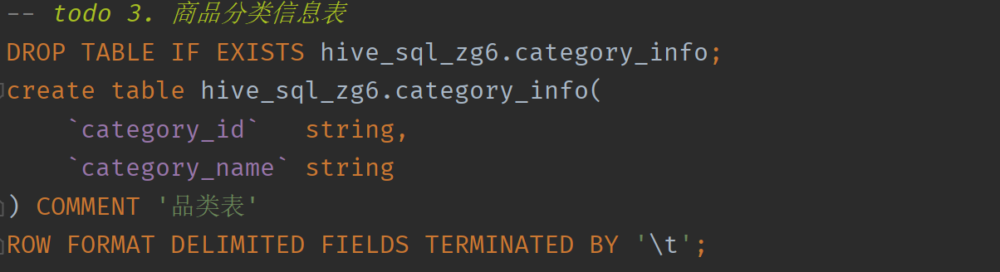 -- todo 3. 商品分类信息表
DROP TABLE IF EXISTS hive_sql_zg6.category_info;
create table hive_sql_zg6.category_info(
    `category_id`   string,
    `category_name` string
) COMMENT '品类表'
ROW FORMAT DELIMITED FIELDS TERMINATED BY '\t';